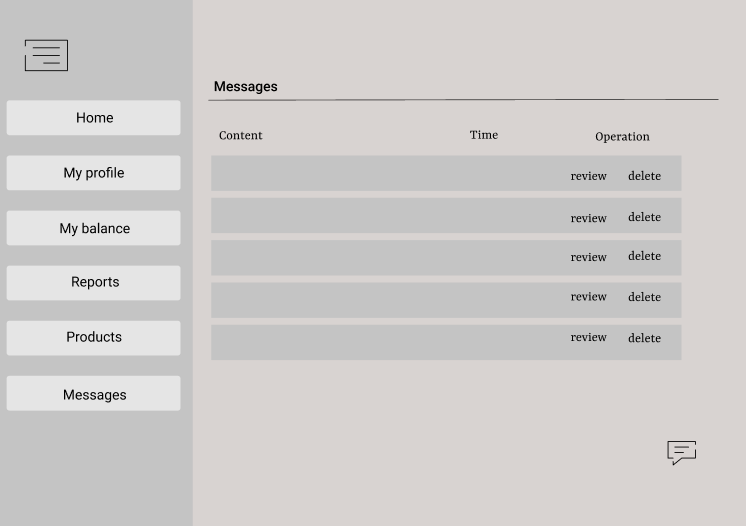 Messages
Home
My profile
My balance
Reports
Products
Messages
Content Time Operation
review delete
review delete
review delete
review delete
review delete